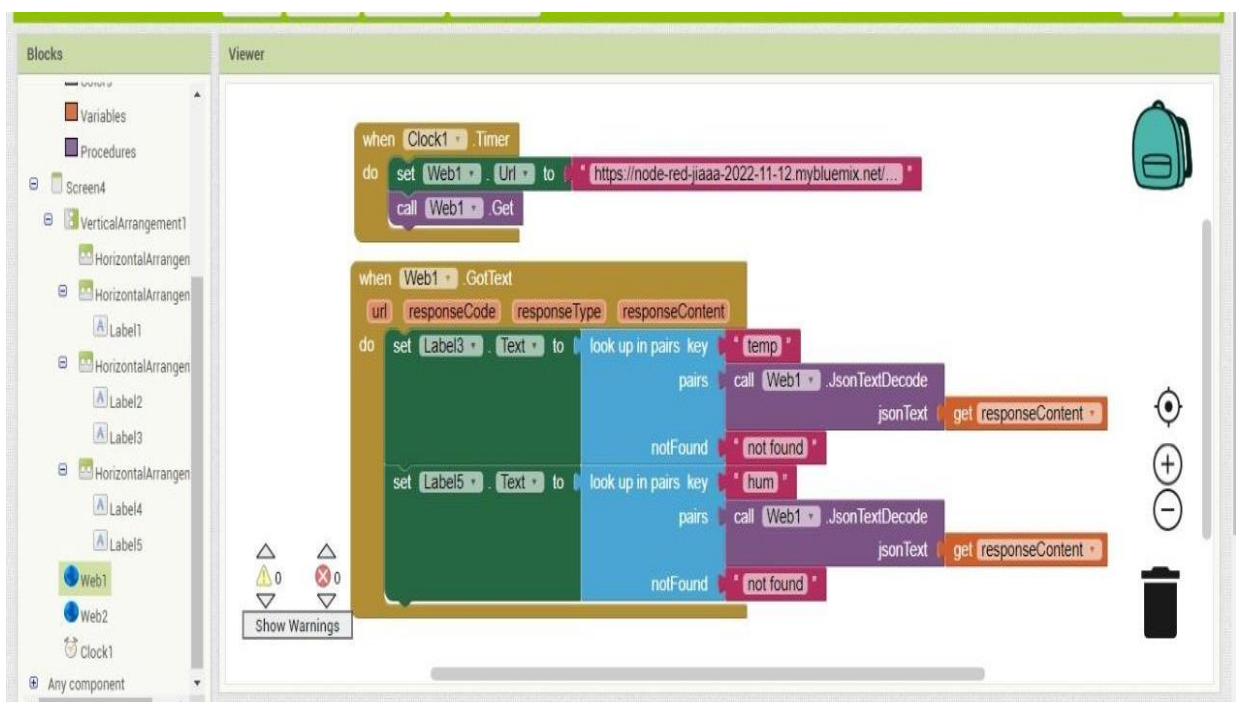 Blocks
Viewer
Variables
Procedures
Screen4
VerticalArrangement1
HorizontalArrangen
HorizontalArrangen
Label1
HorizontalArrangen
Label2
Label3
HorizontalArrangen
Label4
Label5
Web1
Web2
Clock1
Any component
when Clock1 .Timer
do set Web1 . Url to " https://node-red-jiaaa-2022-11-12.mybluemix.net/... "
call Web1 .Get
when Web1 .GotText
url responseCode responseType responseContent
do set Label3 . Text to look up in pairs key " temp "
pairs call Web1 .JsonTextDecode
jsonText get responseContent
notFound " not found "
set Label5 . Text to look up in pairs key " hum "
pairs call Web1 .JsonTextDecode
jsonText get responseContent
notFound " not found "
0 0
Show Warnings